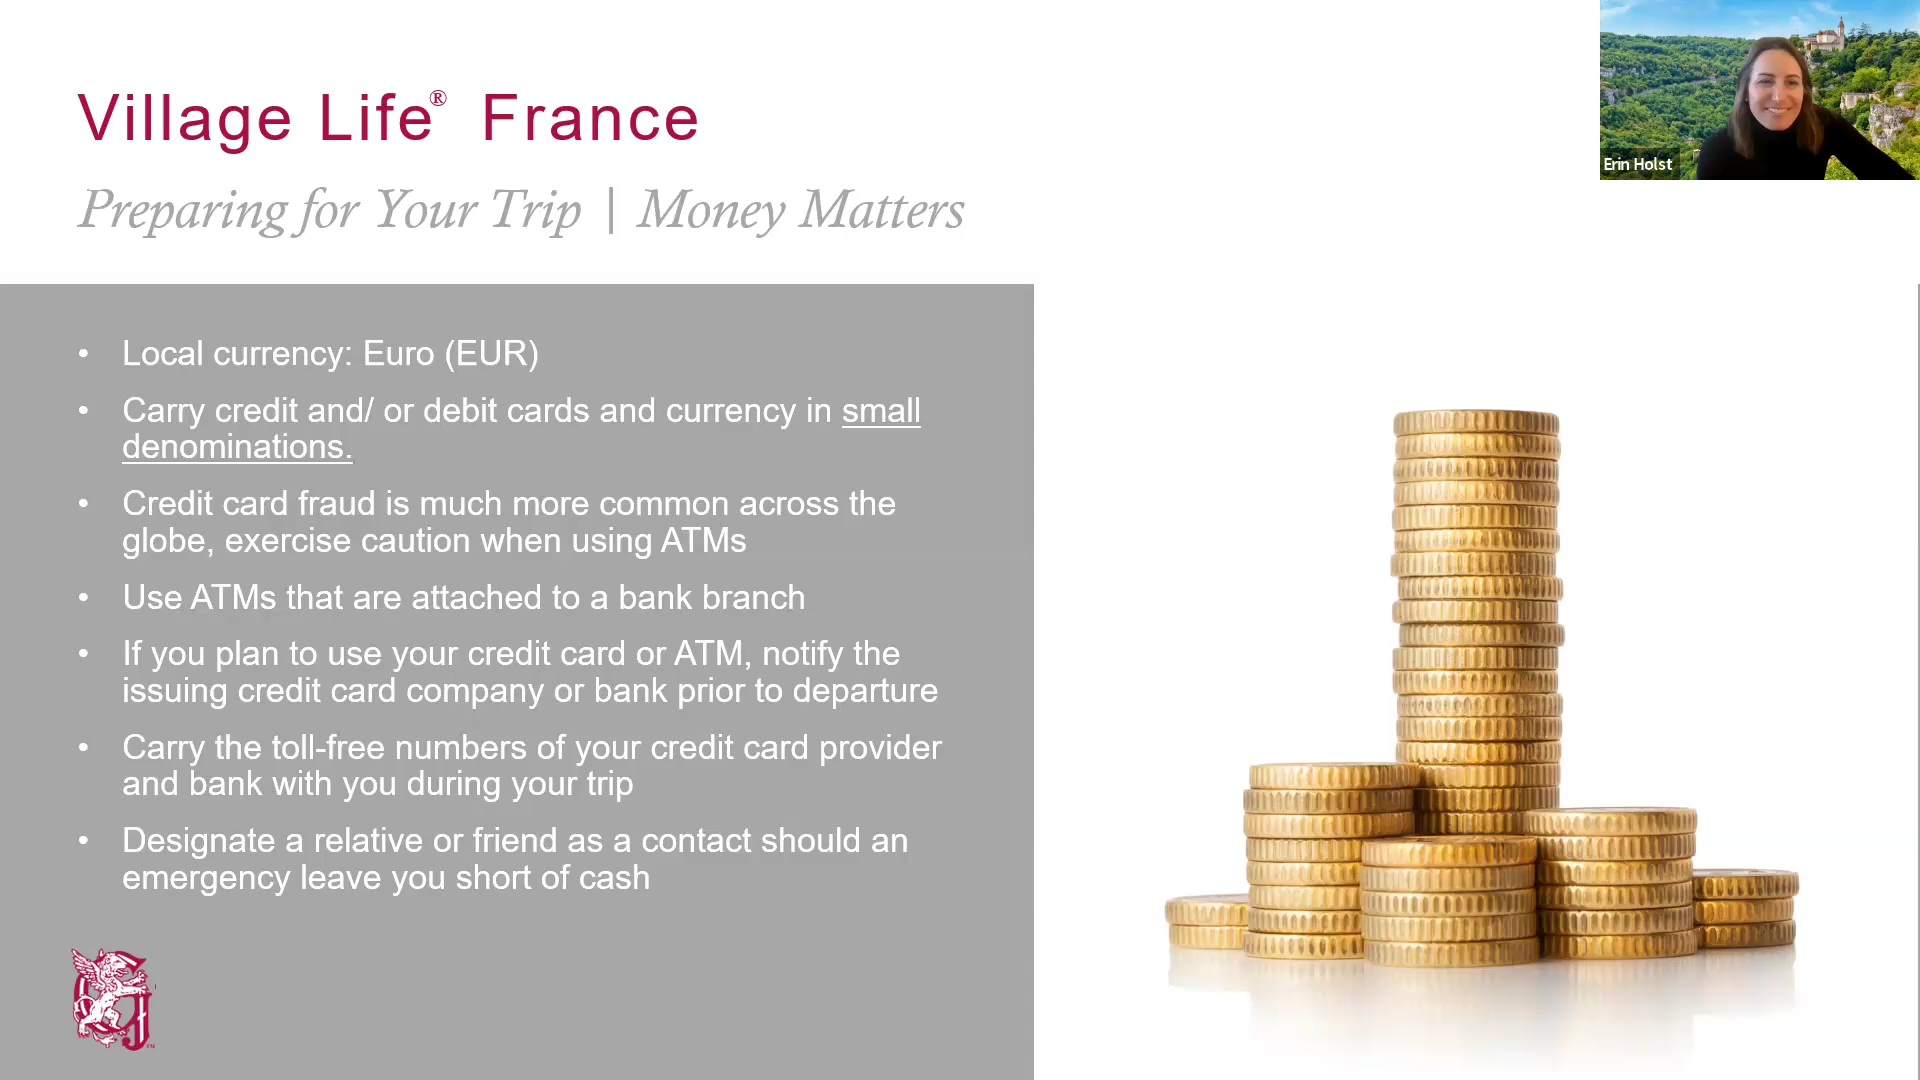 Village Life® France
Preparing for Your Trip | Money Matters
Erin Holst
• Local currency: Euro (EUR)
• Carry credit and/ or debit cards and currency in small
denominations.
• Credit card fraud is much more common across the
globe, exercise caution when using ATMs
• Use ATMs that are attached to a bank branch
• If you plan to use your credit card or ATM, notify the
issuing credit card company or bank prior to departure
• Carry the toll-free numbers of your credit card provider
and bank with you during your trip
• Designate a relative or friend as a contact should an
emergency leave you short of cash